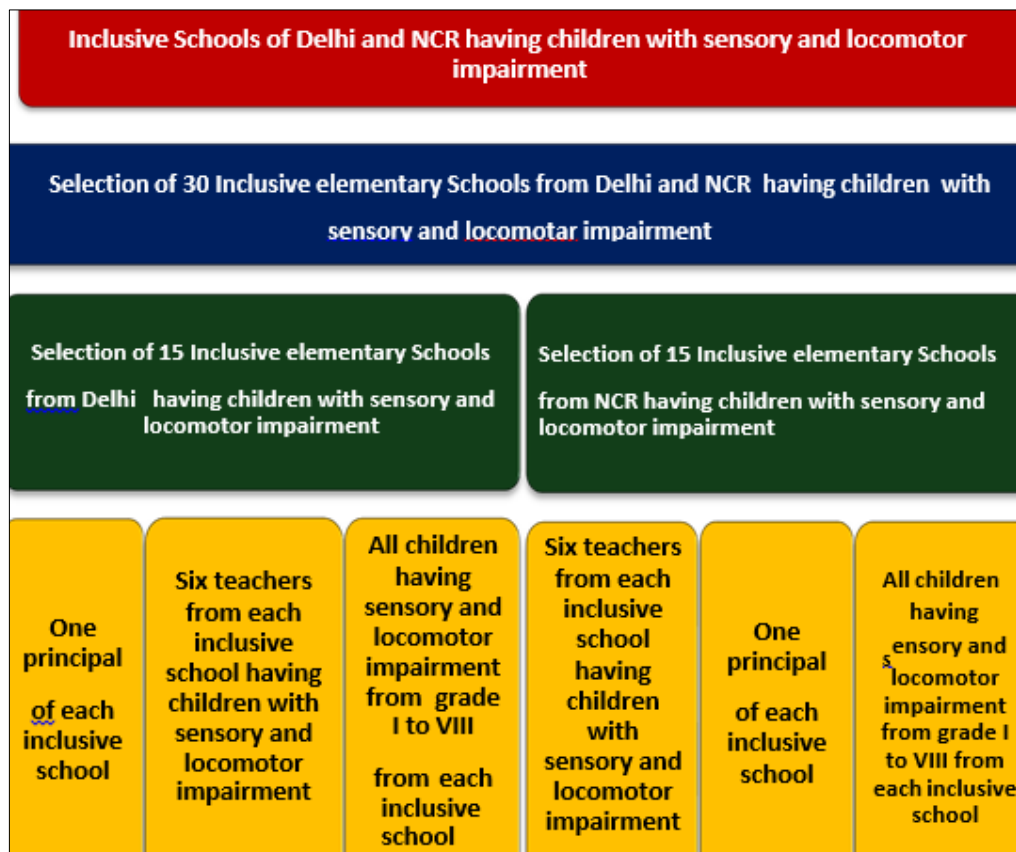 Inclusive Schools of Delhi and NCR having children with sensory and locomotor
impairment
Selection of 30 Inclusive elementary Schools from Delhi and NCR having children with
sensory and locomotar impairment
Selection of 15 Inclusive elementary Schools
from Delhi having children with sensory and
locomotor impairment
Selection of 15 Inclusive elementary Schools
from NCR having children with sensory and
locomotor impairment
One
principal
of each
inclusive
school
Six teachers
from each
inclusive
school having
children with
sensory and
locomotor
impairment
All children
having
sensory and
locomotor
impairment
from grade
I to VIII
from each
inclusive
school
Six teachers
from each
inclusive
school
having
children
with
sensory and
locomotor
impairment
One
principal
of each
inclusive
school
All children
having
sensory and
locomotor
impairment
from grade I
to VIII from
each inclusive
school